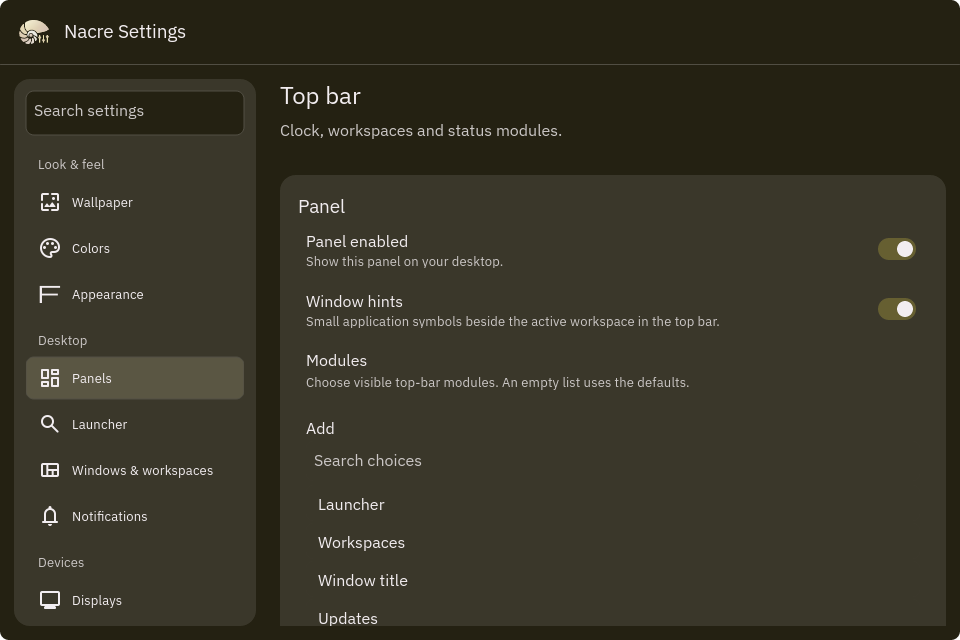 Nacre Settings
Search settings
Look & feel
Wallpaper
Colors
Appearance
Desktop
Panels
Launcher
Windows & workspaces
Notifications
Devices
Displays
Top bar
Clock, workspaces and status modules.
Panel
Panel enabled
Show this panel on your desktop.
Window hints
Small application symbols beside the active workspace in the top bar.
Modules
Choose visible top-bar modules. An empty list uses the defaults.
Add
Search choices
Launcher
Workspaces
Window title
Updates